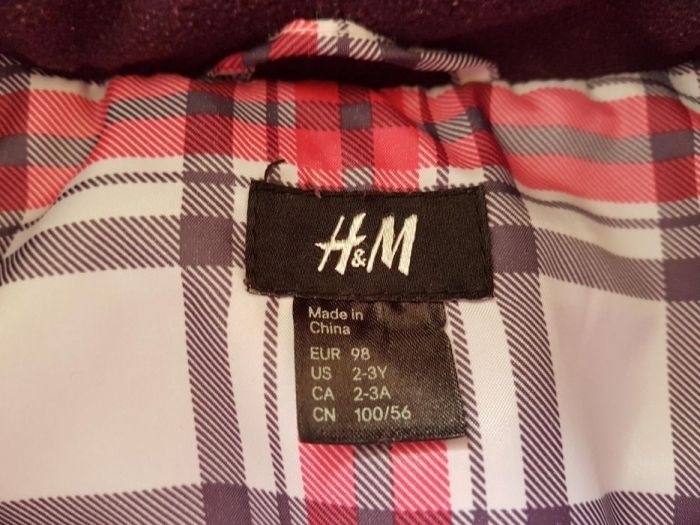 H&M
Made in
China
EUR 98
US 2-3Y
CA 2-3A
CN 100/56